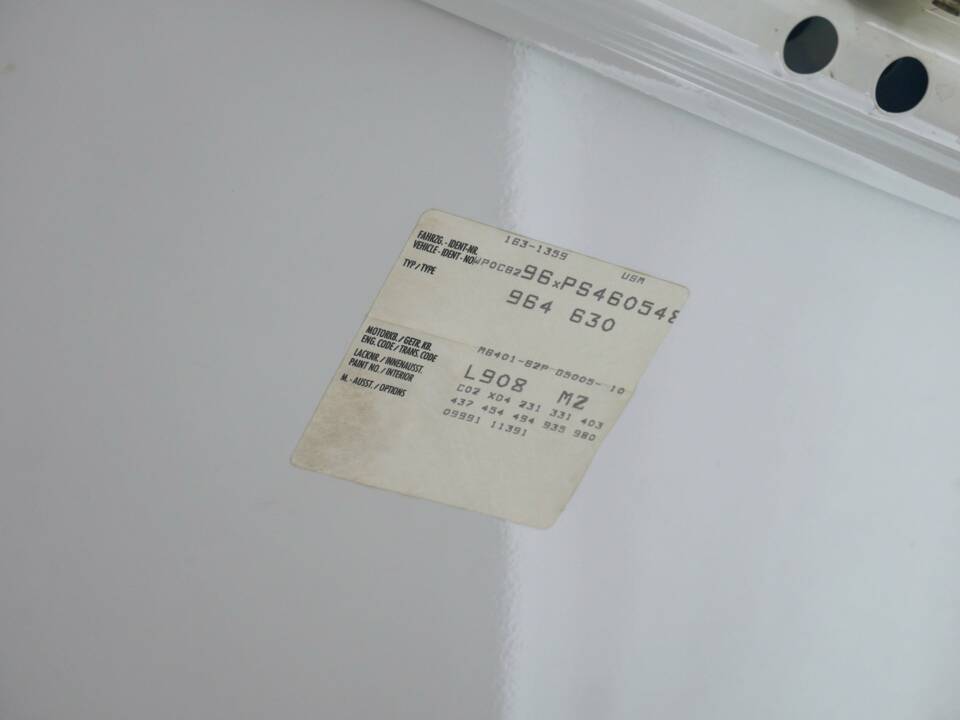 163-1359 USM
FAHRZG. - IDENT-NR.
VEHICLE - IDENT - NO. WPOCB296xPS460548
TYP / TYPE 964 630
MOTORKB. / GETR. KB.
ENG. CODE / TRANS. CODE M6401-62P G5005- 10
LACKNR. / INNENAUSST.
PAINT NO. / INTERIOR L908 MZ
M. - AUSST. / OPTIONS C02 X04 231 331 403
437 454 494 935 980
09991 11391